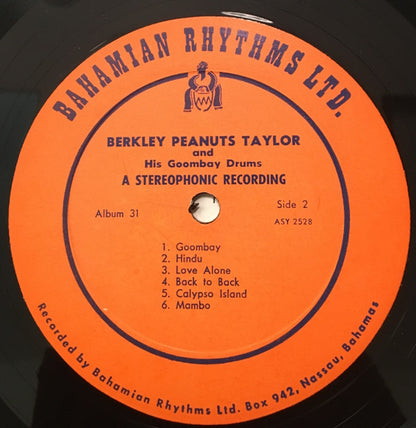 BAHAMIAN RHYTHMS LTD.
BERKLEY PEANUTS TAYLOR
and
His Goombay Drums
A STEREOPHONIC RECORDING
Album 31
Side 2
ASY 2528
1. Goombay
2. Hindu
3. Love Alone
4. Back to Back
5. Calypso Island
6. Mambo
Recorded by Bahamian Rhythms Ltd. Box 942, Nassau, Bahamas